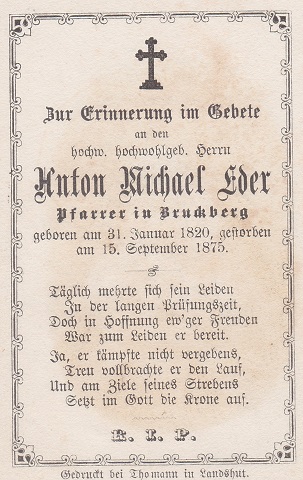 Zur Erinnerung im Gebete
an den
hochw. hochwohlgeb. Herrn
Anton Michael Eder
Pfarrer in Bruckberg
geboren am 31. Januar 1820, gestorben
am 15. September 1875.
Täglich mehrte sich sein Leiden
In der langen Prüfungszeit,
Doch in Hoffnung ew'ger Freuden
War zum Leiden er bereit.
Ja, er kämpfte nicht vergebens,
Treu vollbrachte er den Lauf,
Und am Ziele seines Strebens
Setzt im Gott die Krone auf.
R. I. P.
Gedruckt bei Thomann in Landshut.